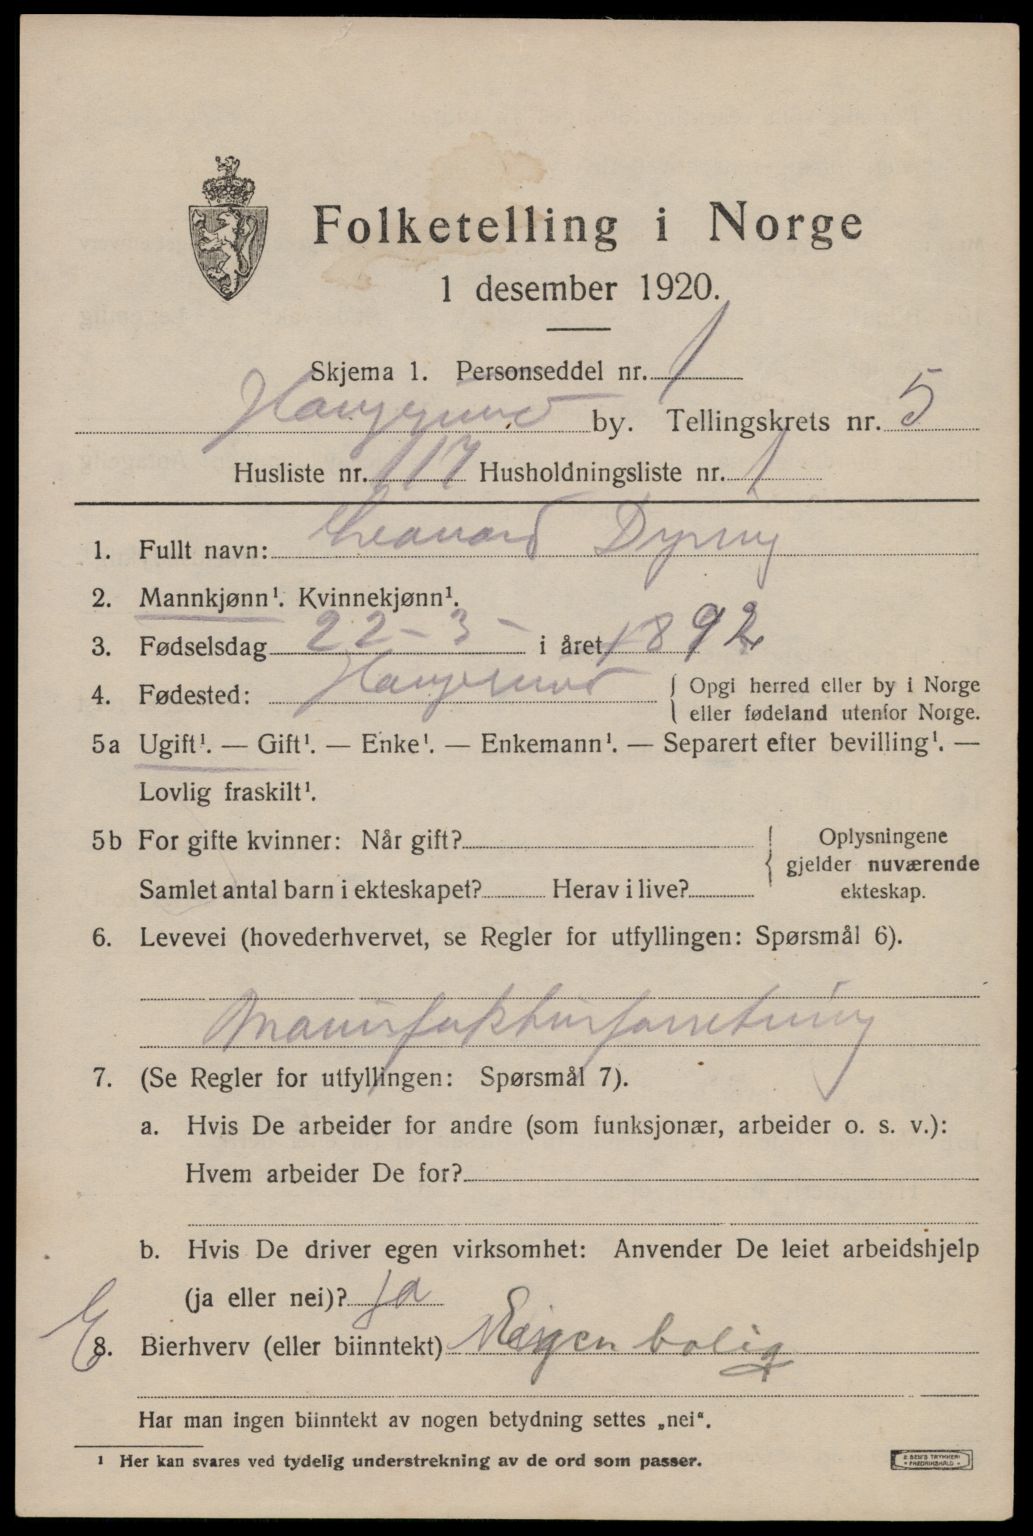 Folketelling i Norge
1 desember 1920.
Skjema 1. Personseddel nr. 1
Haugesund by. Tellingskrets nr. 5
Husliste nr. 117 Husholdningsliste nr. 1
1. Fullt navn: Leonard Dyring
2. Mannkjønn¹. Kvinnekjønn¹.
3. Fødselsdag 22-3- i året 1892
4. Fødested: Haugesund { Opgi herred eller by i Norge
eller fødeland utenfor Norge.
5a Ugift¹. — Gift¹. — Enke¹. — Enkemann¹. — Separert efter bevilling¹. —
Lovlig fraskilt¹.
5b For gifte kvinner: Når gift? } Oplysningene
gjelder nuværende
Samlet antal barn i ekteskapet? Herav i live? ekteskap.
6. Levevei (hovederhvervet, se Regler for utfyllingen: Spørsmål 6).
Manufakturforretning
7. (Se Regler for utfyllingen: Spørsmål 7).
a. Hvis De arbeider for andre (som funksjonær, arbeider o. s. v.):
Hvem arbeider De for?
b. Hvis De driver egen virksomhet: Anvender De leiet arbeidshjelp
(ja eller nei)? ja
E
8. Bierhverv (eller biinntekt) Eigen bolig
Har man ingen biinntekt av nogen betydning settes „nei“.
¹ Her kan svares ved tydelig understrekning av de ord som passer.